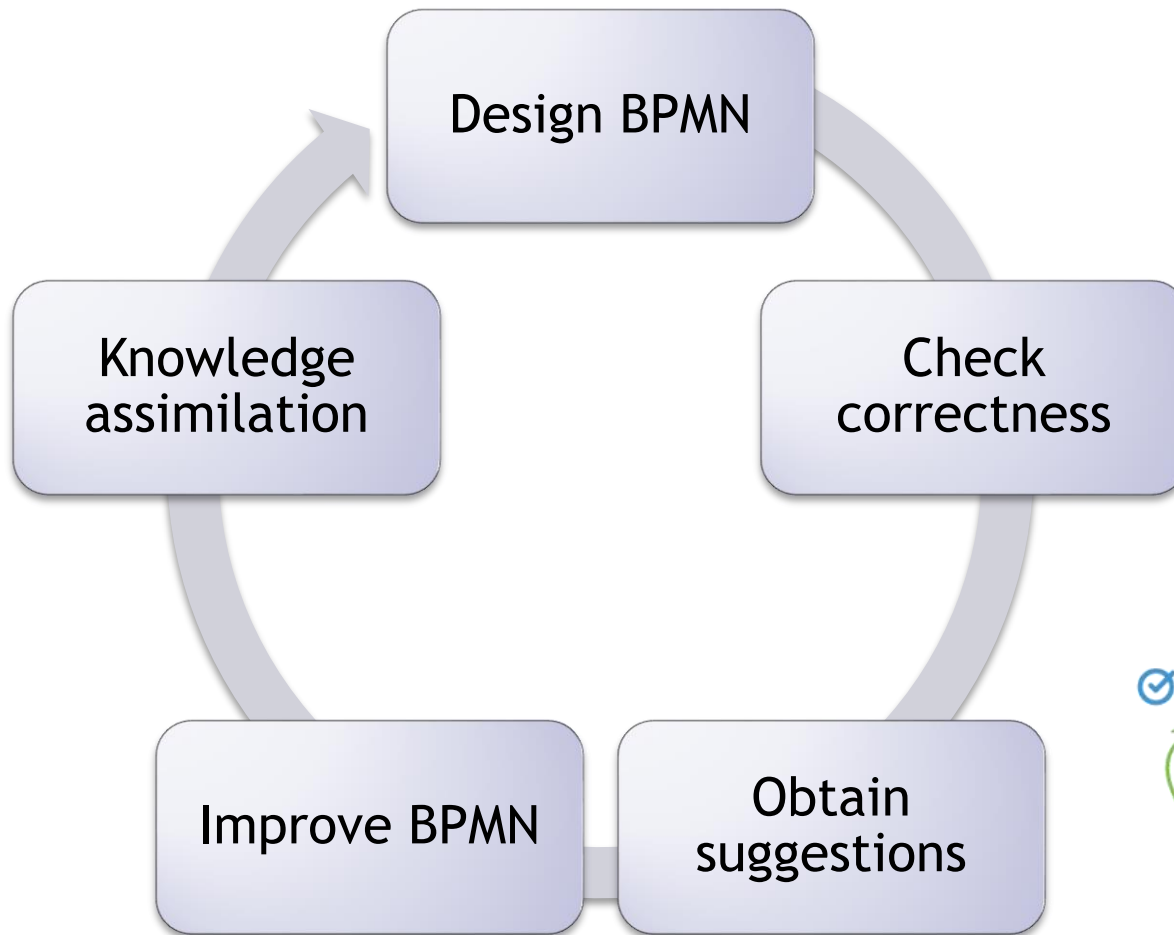 Design BPMN
Check
correctness
Obtain
suggestions
Improve BPMN
Knowledge
assimilation